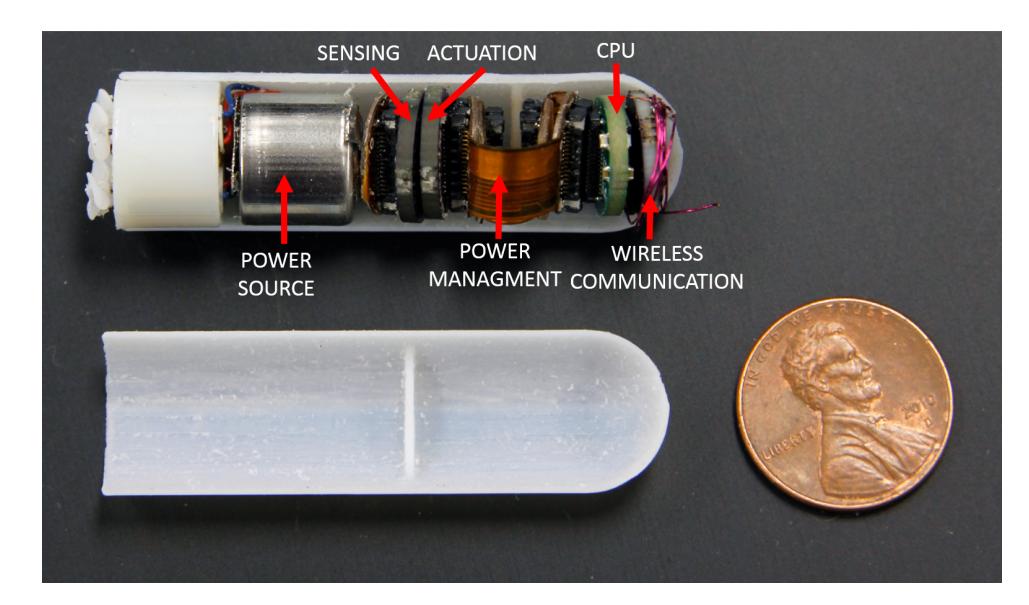 SENSING
ACTUATION
CPU
POWER
SOURCE
POWER
MANAGMENT
WIRELESS
COMMUNICATION
IN GOD WE TRUST
LIBERTY
2010
D